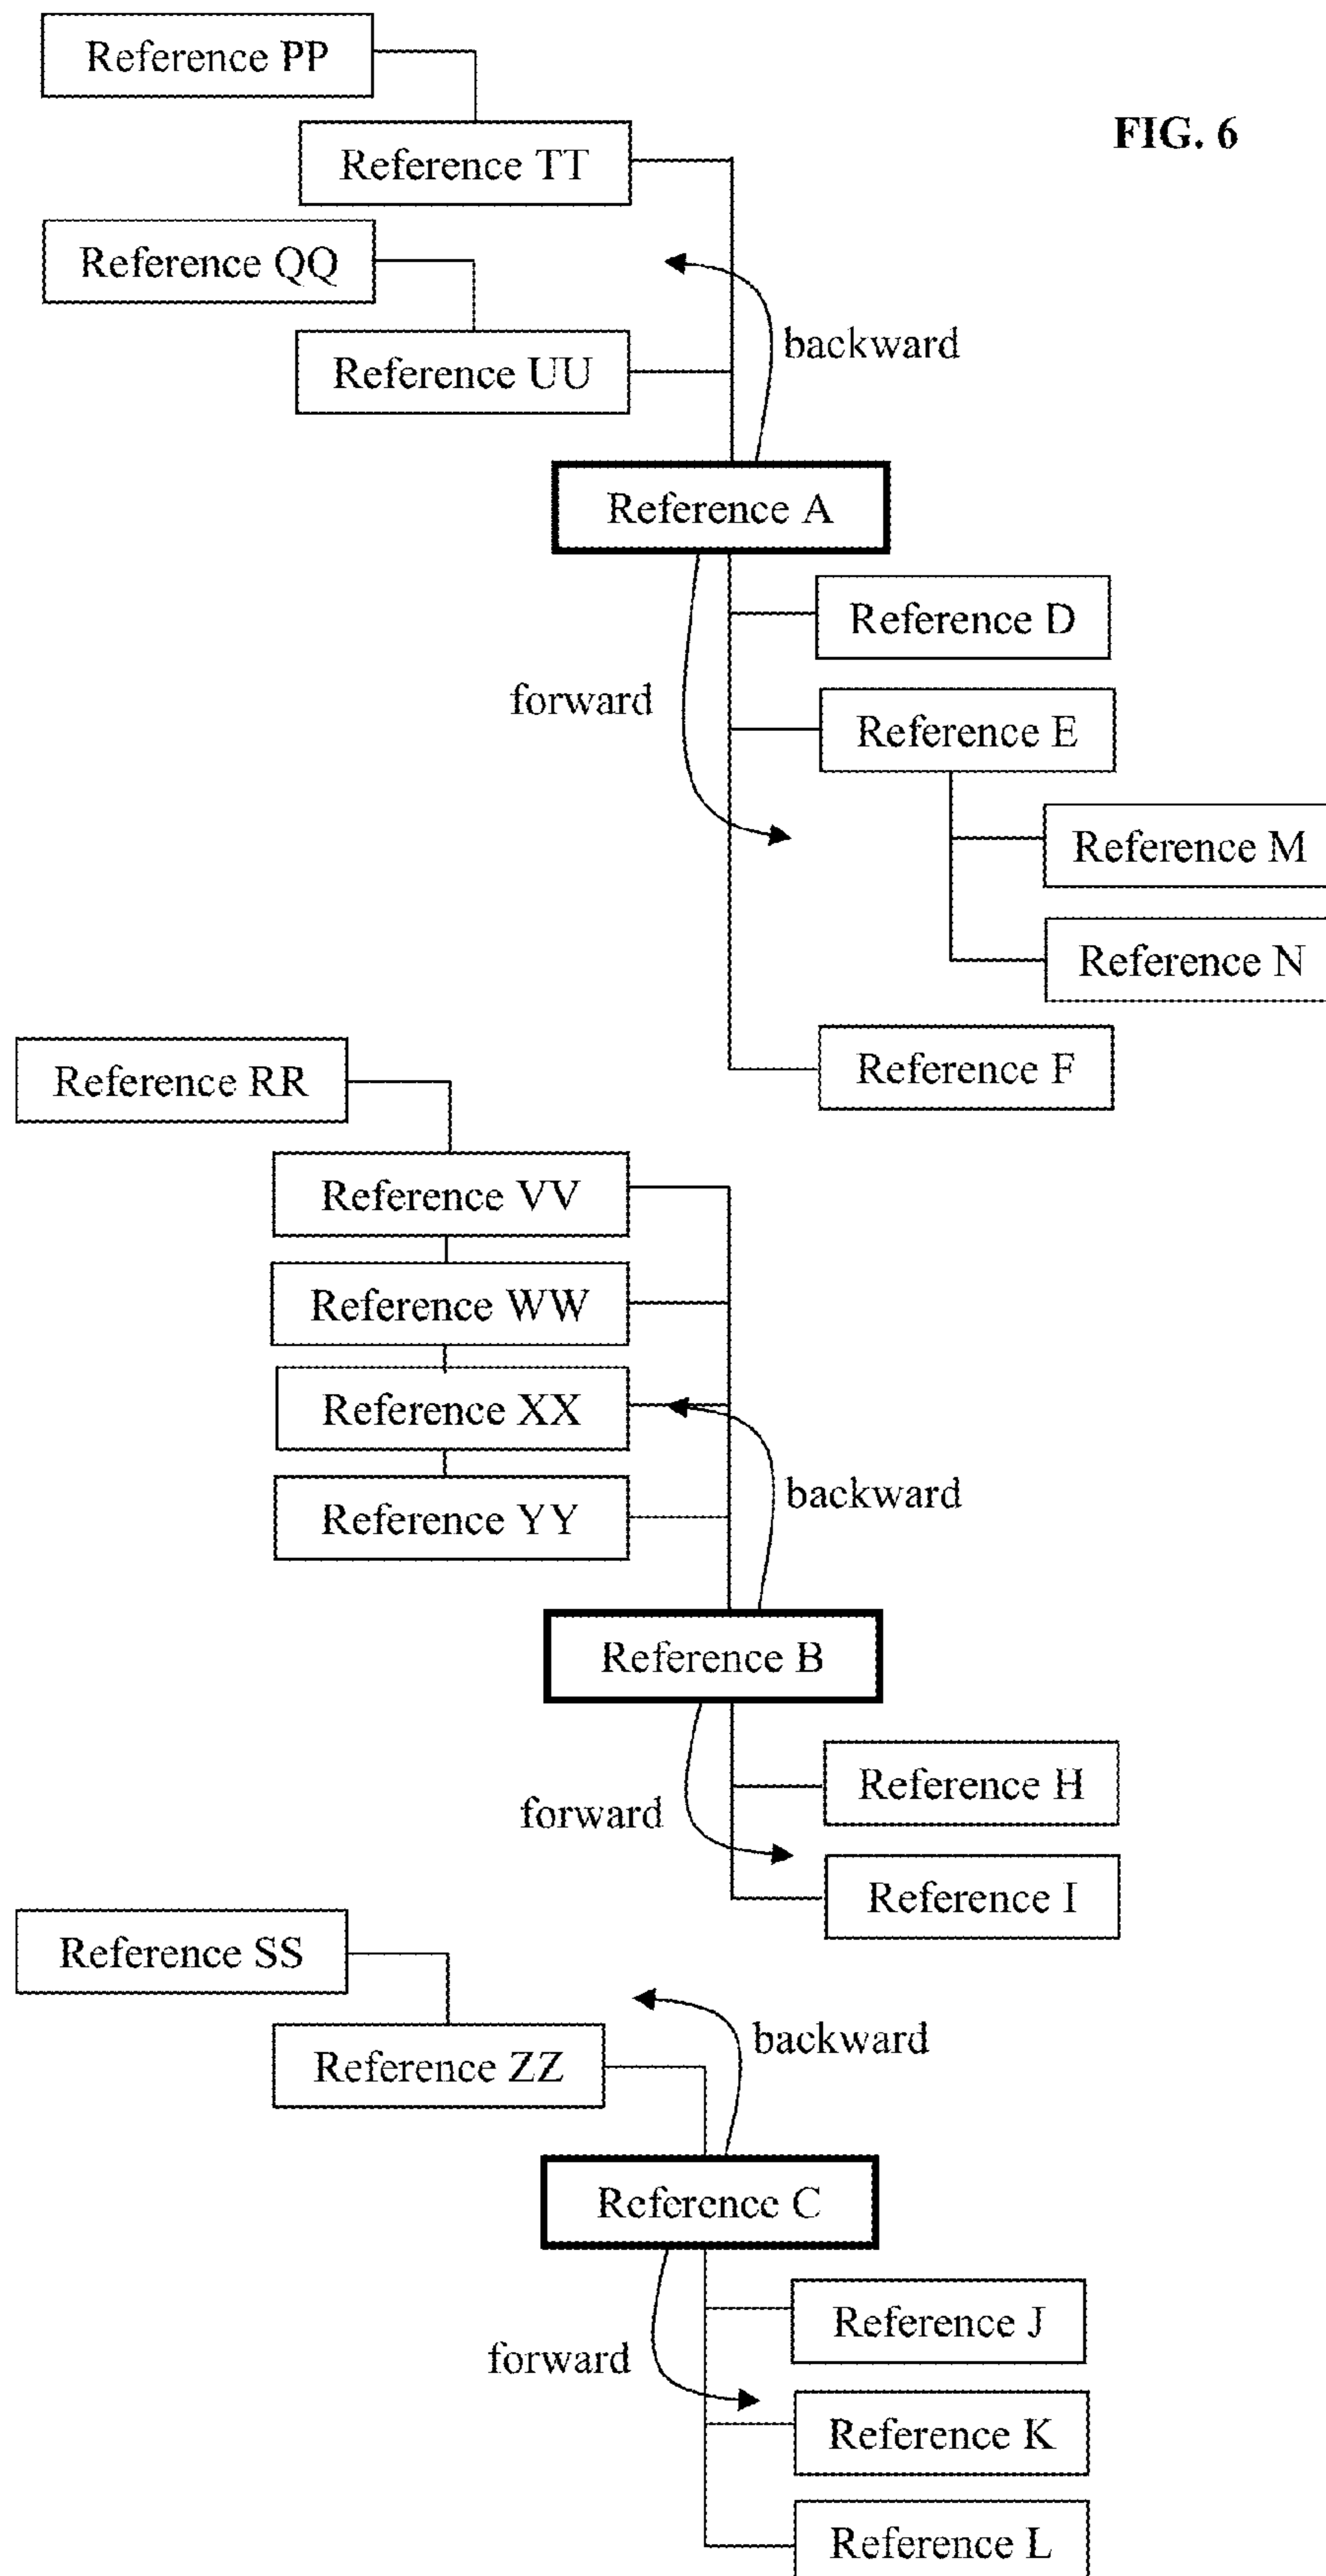 Reference PP
FIG. 6
Reference TT
Reference QQ
backward
Reference UU
Reference A
Reference D
forward
Reference E
Reference M
Reference N
Reference F
Reference RR
Reference VV
Reference WW
Reference XX
backward
Reference YY
Reference B
Reference H
forward
Reference I
Reference SS
backward
Reference ZZ
Reference C
Reference J
forward
Reference K
Reference L